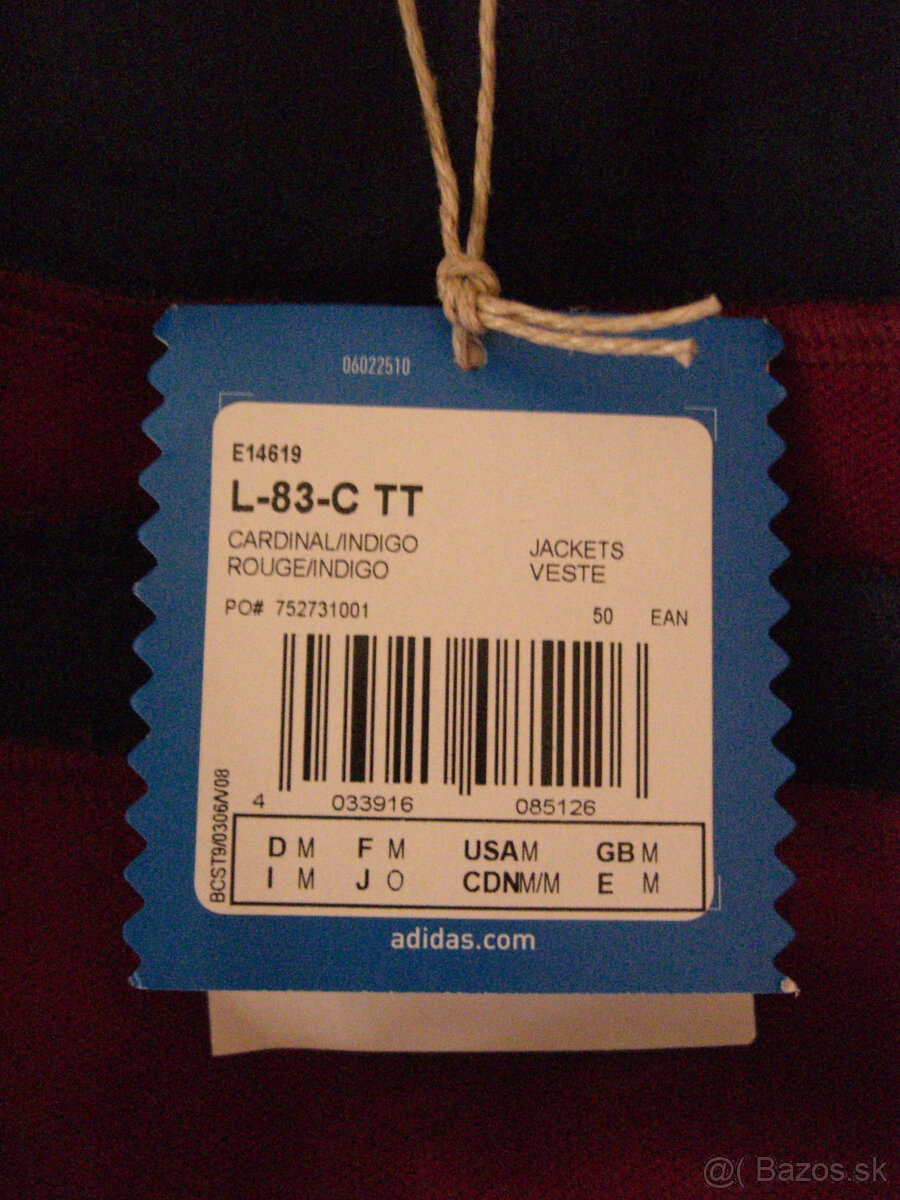 06022510
E14619
L-83-C TT
CARDINAL/INDIGO
ROUGE/INDIGO
JACKETS
VESTE
PO# 752731001
50 EAN
4 033916 085126
BCST9/0306/V08
D M F M USA M GB M
I M J O CDN M/M E M
adidas.com
@( Bazos.sk